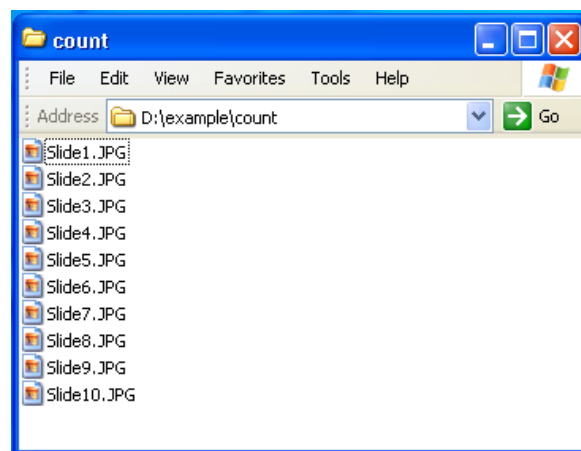 count
File Edit View Favorites Tools Help
Address D:\example\count Go
Slide1.JPG
Slide2.JPG
Slide3.JPG
Slide4.JPG
Slide5.JPG
Slide6.JPG
Slide7.JPG
Slide8.JPG
Slide9.JPG
Slide10.JPG